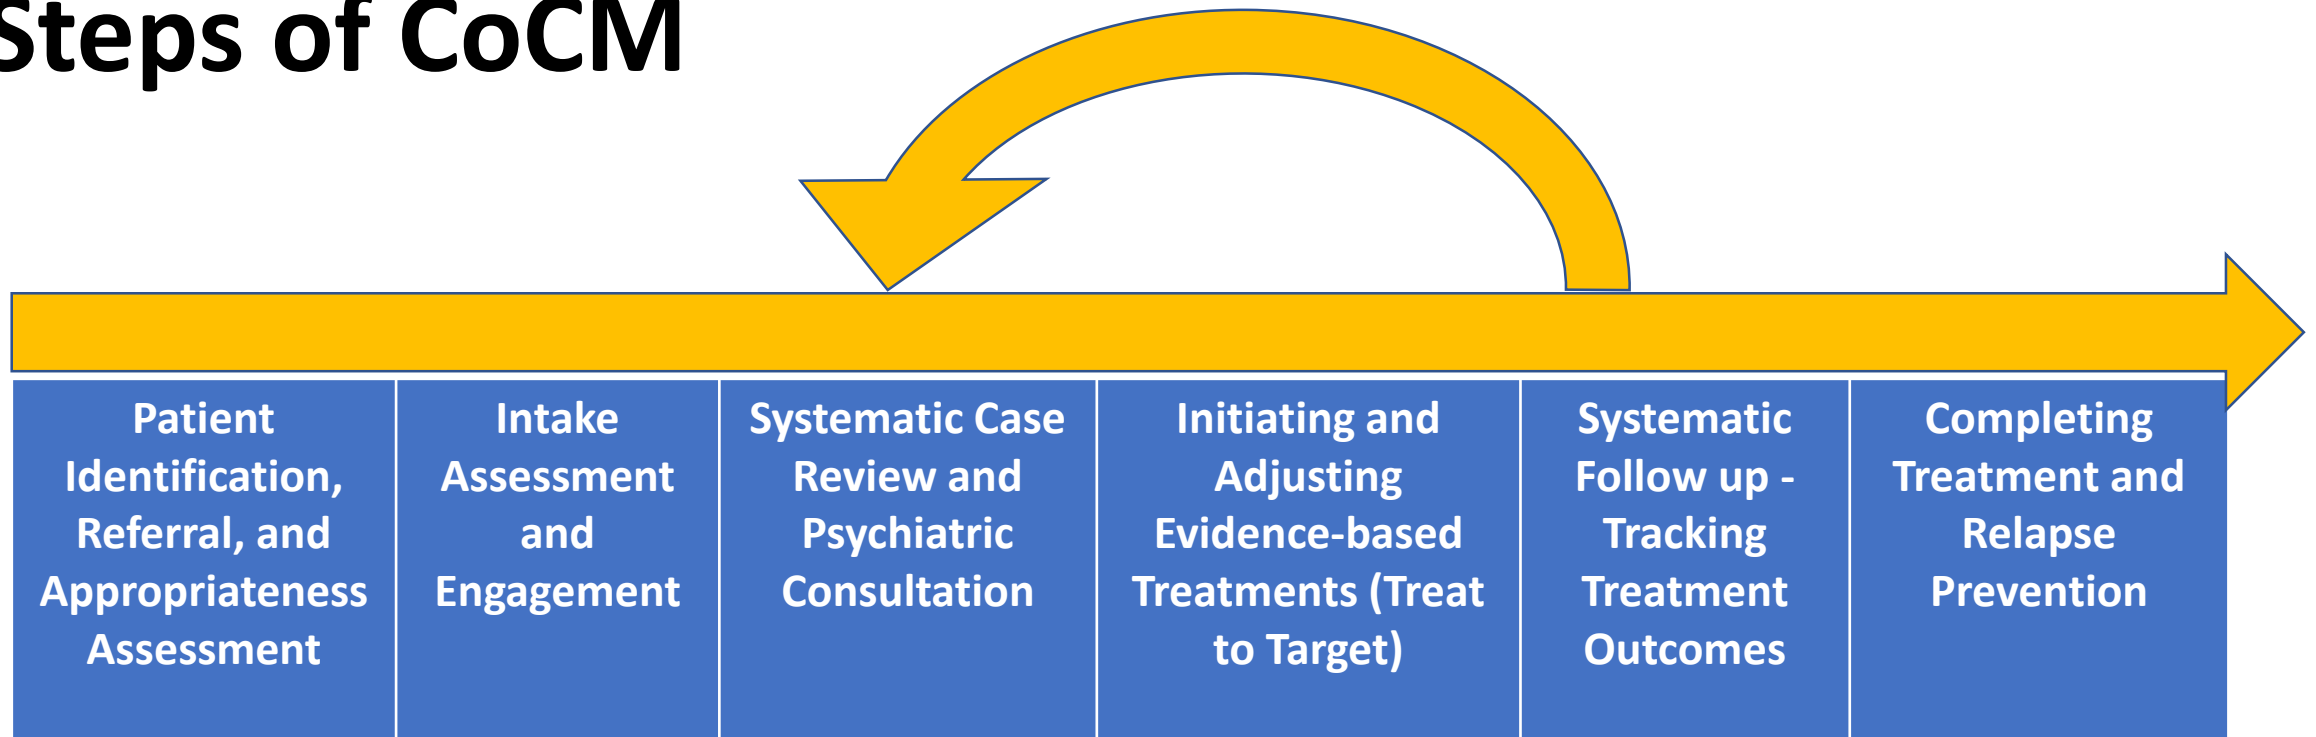 Steps of CoCM
Patient
Identification,
Referral, and
Appropriateness
Assessment
Intake
Assessment
and
Engagement
Systematic Case
Review and
Psychiatric
Consultation
Initiating and
Adjusting
Evidence-based
Treatments (Treat
to Target)
Systematic
Follow up -
Tracking
Treatment
Outcomes
Completing
Treatment and
Relapse
Prevention